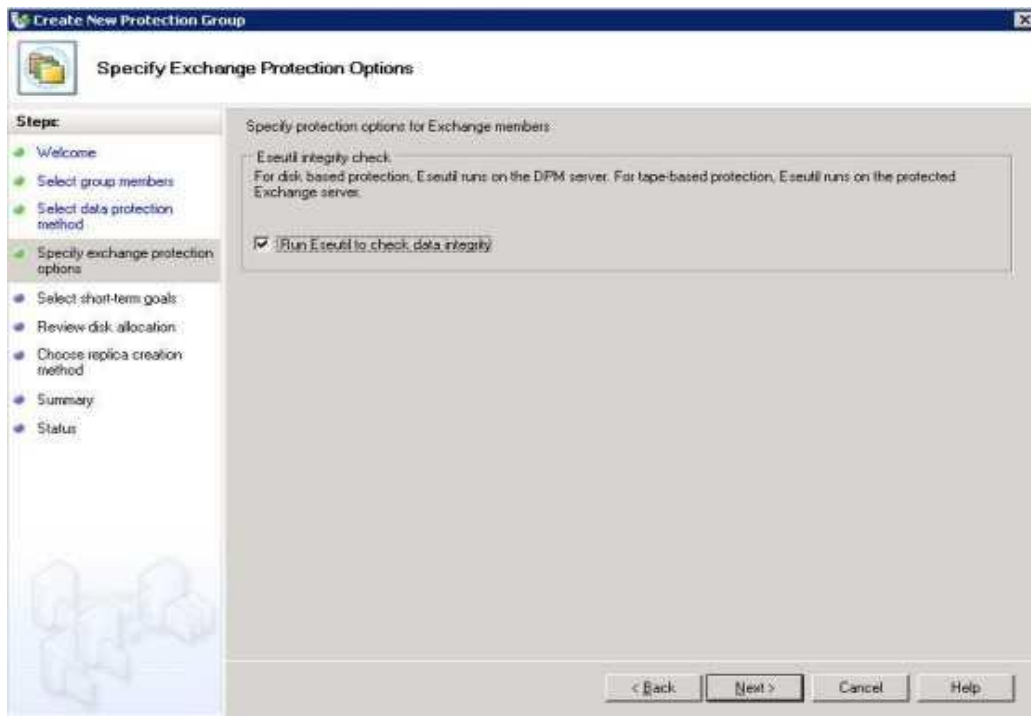 Create New Protection Group
Specify Exchange Protection Options
Steps:
Welcome
Select group members
Select data protection
method
Specify exchange protection
options
Select short-term goals
Review disk allocation
Choose replica creation
method
Summary
Status
Specify protection options for Exchange members
Eseutil integrity check
For disk based protection, Eseutil runs on the DPM server. For tape-based protection, Eseutil runs on the protected
Exchange server.
Run Eseutil to check data integrity
< Back Next > Cancel Help